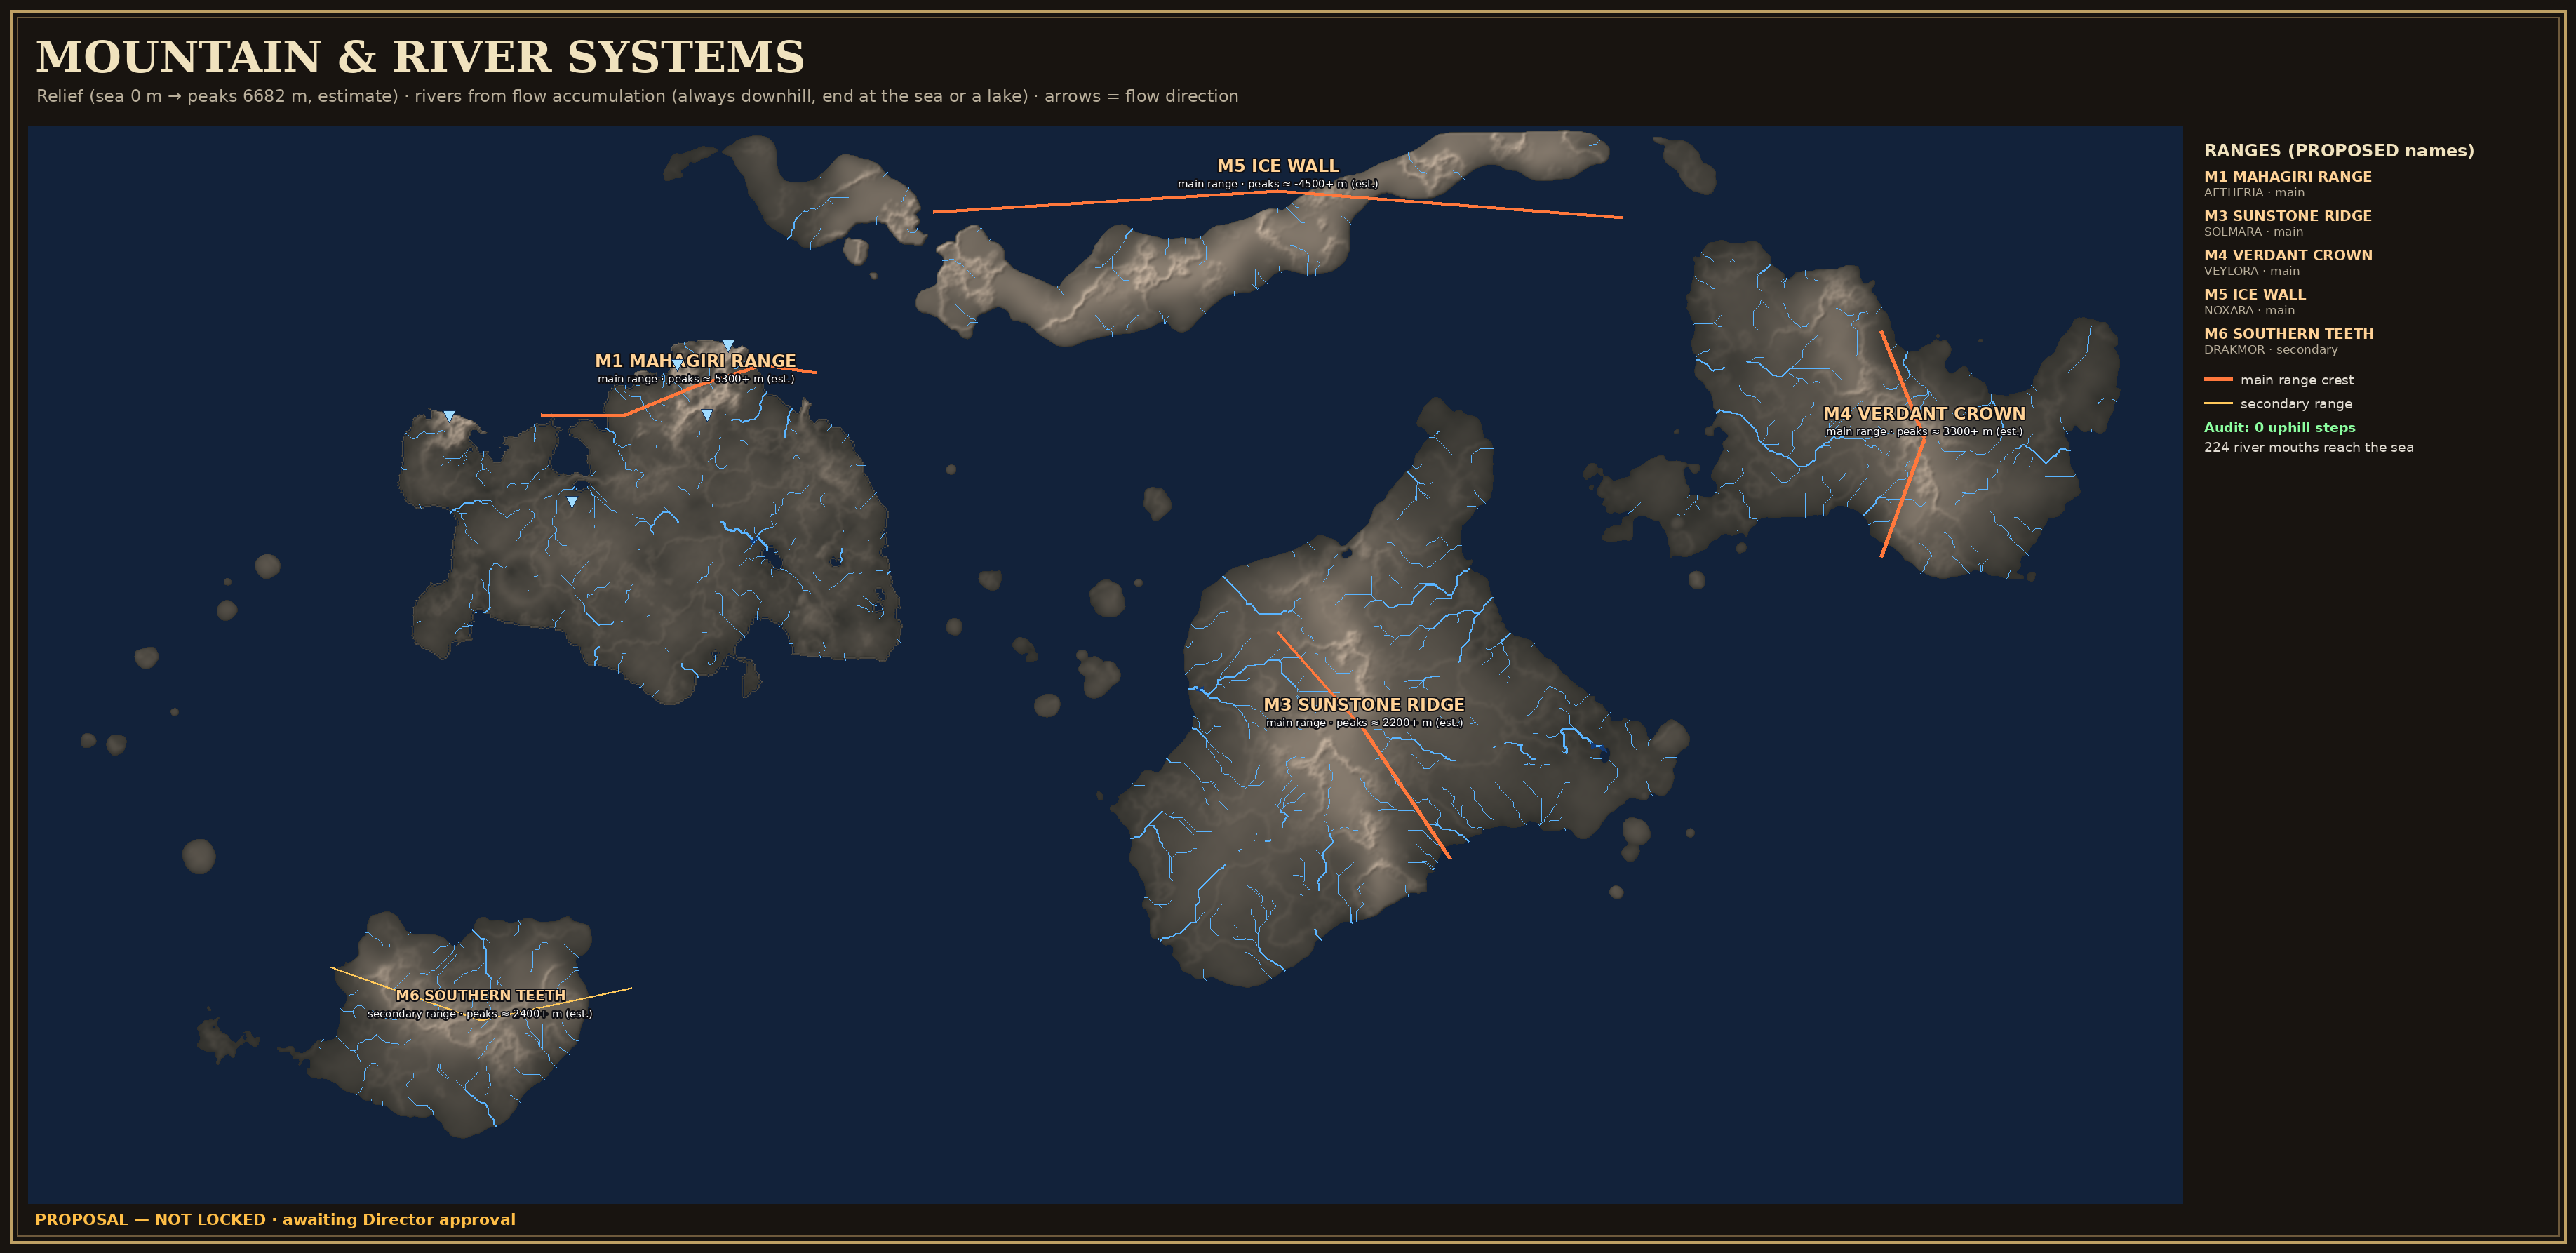 MOUNTAIN & RIVER SYSTEMS
Relief (sea 0 m → peaks 6682 m, estimate) · rivers from flow accumulation (always downhill, end at the sea or a lake) · arrows = flow direction
M5 ICE WALL
main range · peaks ≈ -4500+ m (est.)
M1 MAHAGIRI RANGE
main range · peaks ≈ 5300+ m (est.)
M4 VERDANT CROWN
main range · peaks ≈ 3300+ m (est.)
M3 SUNSTONE RIDGE
main range · peaks ≈ 2200+ m (est.)
M6 SOUTHERN TEETH
secondary range · peaks ≈ 2400+ m (est.)
RANGES (PROPOSED names)
M1 MAHAGIRI RANGE
AETHERIA · main
M3 SUNSTONE RIDGE
SOLMARA · main
M4 VERDANT CROWN
VEYLORA · main
M5 ICE WALL
NOXARA · main
M6 SOUTHERN TEETH
DRAKMOR · secondary
main range crest
secondary range
Audit: 0 uphill steps
224 river mouths reach the sea
PROPOSAL — NOT LOCKED · awaiting Director approval